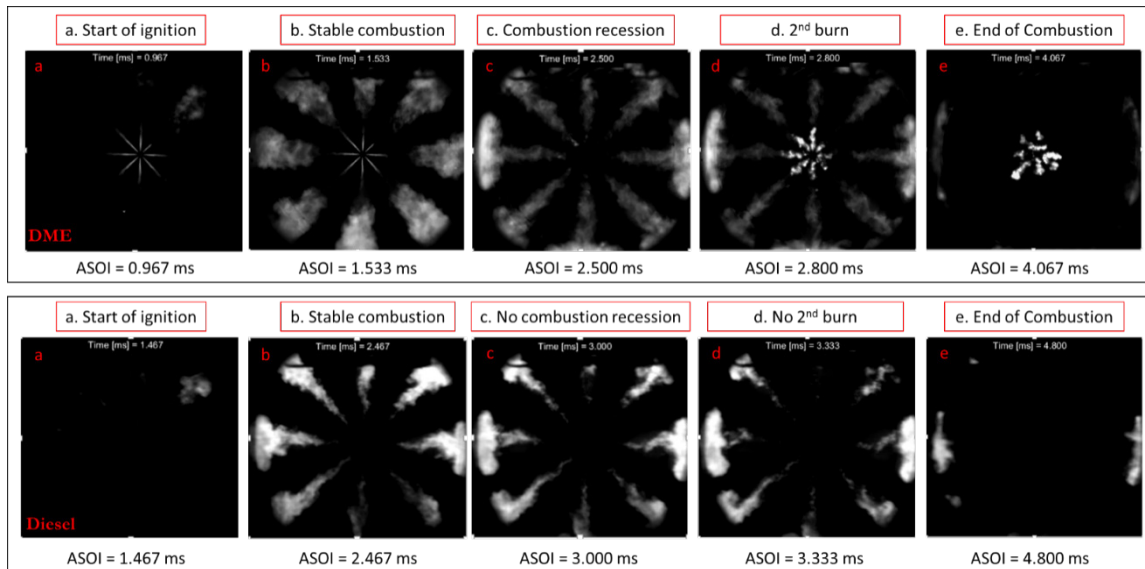 a. Start of ignition
b. Stable combustion
c. Combustion recession
d. 2nd burn
e. End of Combustion
a
Time [ms] = 0.967
b
Time [ms] = 1.533
c
Time [ms] = 2.500
d
Time [ms] = 2.800
e
Time [ms] = 4.067
DME
ASOI = 0.967 ms
ASOI = 1.533 ms
ASOI = 2.500 ms
ASOI = 2.800 ms
ASOI = 4.067 ms
a. Start of ignition
b. Stable combustion
c. No combustion recession
d. No 2nd burn
e. End of Combustion
a
Time [ms] = 1.467
b
Time [ms] = 2.467
c
Time [ms] = 3.000
d
Time [ms] = 3.333
e
Time [ms] = 4.800
Diesel
ASOI = 1.467 ms
ASOI = 2.467 ms
ASOI = 3.000 ms
ASOI = 3.333 ms
ASOI = 4.800 ms